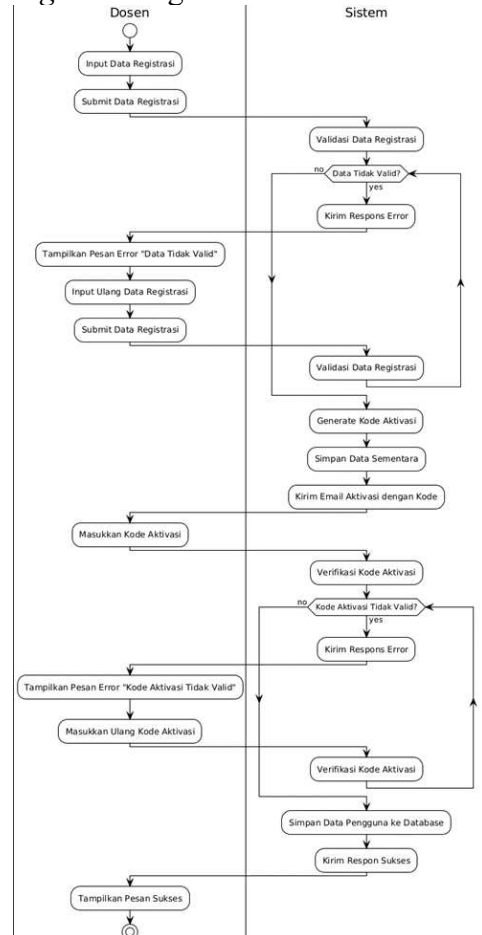 Dosen
Sistem
Input Data Registrasi
Submit Data Registrasi
Validasi Data Registrasi
no
Data Tidak Valid?
yes
Kirim Respons Error
Tampilkan Pesan Error "Data Tidak Valid"
Input Ulang Data Registrasi
Submit Data Registrasi
Validasi Data Registrasi
Generate Kode Aktivasi
Simpan Data Sementara
Kirim Email Aktivasi dengan Kode
Masukkan Kode Aktivasi
Verifikasi Kode Aktivasi
no
Kode Aktivasi Tidak Valid?
yes
Kirim Respons Error
Tampilkan Pesan Error "Kode Aktivasi Tidak Valid"
Masukkan Ulang Kode Aktivasi
Verifikasi Kode Aktivasi
Simpan Data Pengguna ke Database
Kirim Respon Sukses
Tampilkan Pesan Sukses